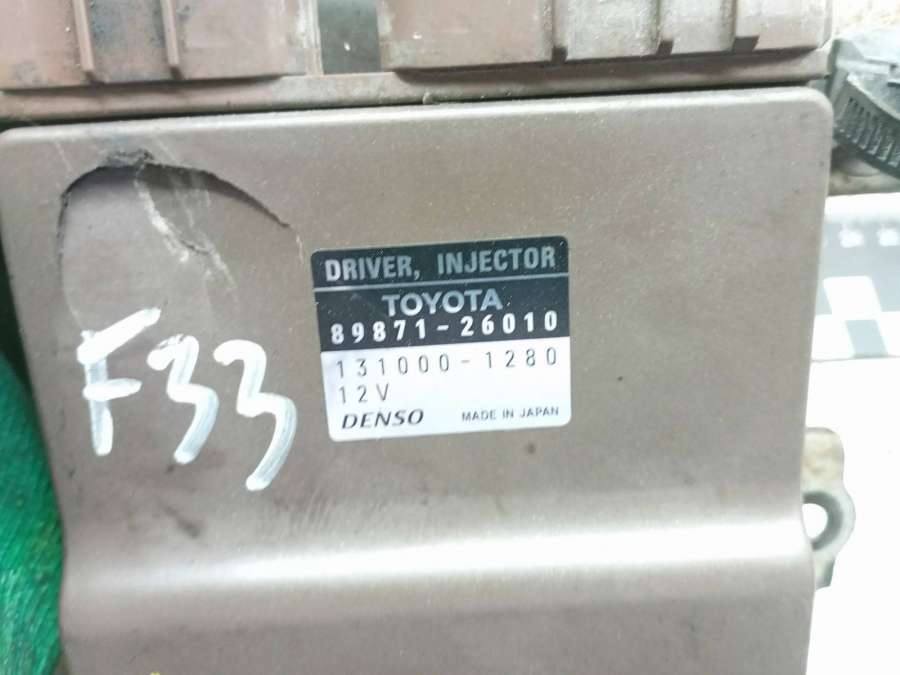 DRIVER, INJECTOR
TOYOTA
89871-26010
131000-1280
12V
DENSO MADE IN JAPAN
F33